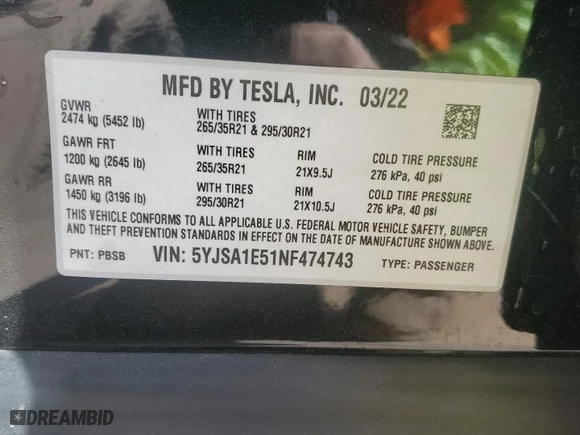 MFD BY TESLA, INC. 03/22
GVWR
2474 kg (5452 lb)
WITH TIRES
265/35R21 & 295/30R21
GAWR FRT
1200 kg (2645 lb)
WITH TIRES
265/35R21
RIM
21X9.5J
COLD TIRE PRESSURE
276 kPa, 40 psi
GAWR RR
1450 kg (3196 lb)
WITH TIRES
295/30R21
RIM
21X10.5J
COLD TIRE PRESSURE
276 kPa, 40 psi
THIS VEHICLE CONFORMS TO ALL APPLICABLE U.S. FEDERAL MOTOR VEHICLE SAFETY, BUMPER
AND THEFT PREVENTION STANDARDS IN EFFECT ON THE DATE OF MANUFACTURE SHOWN ABOVE.
PNT: PBSB VIN: 5YJSA1E51NF474743 TYPE: PASSENGER
DREAMBID